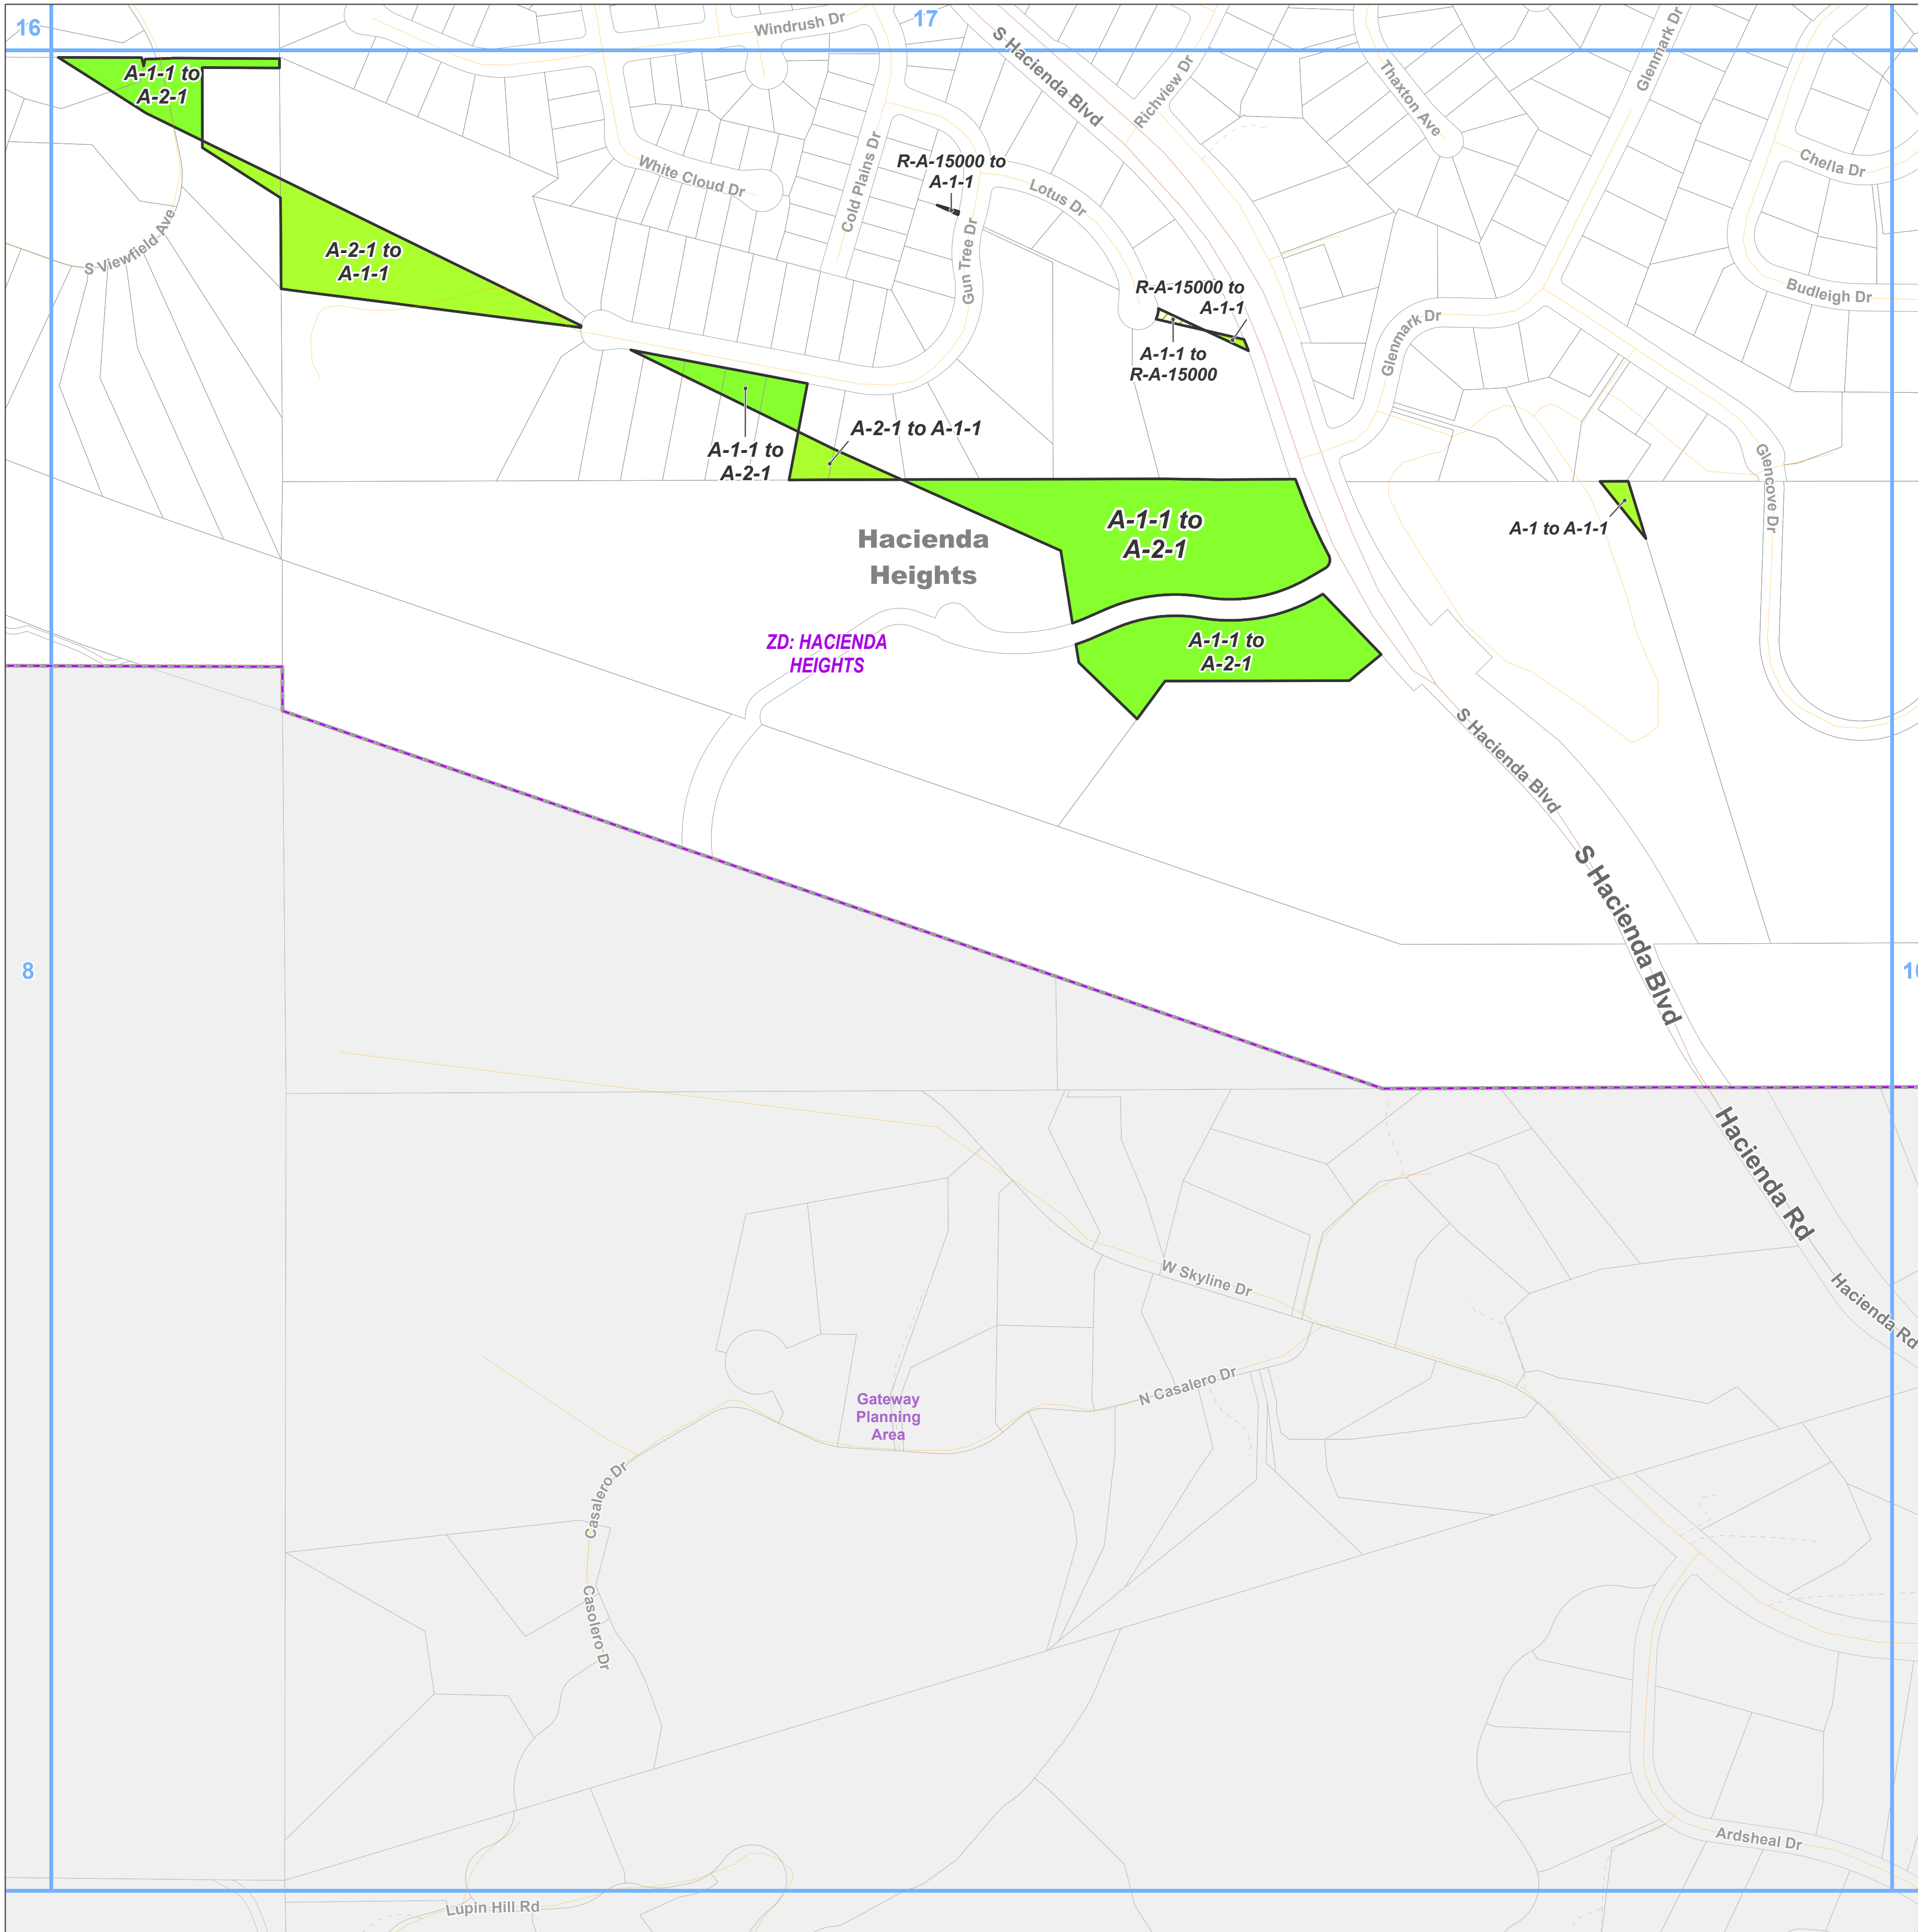 16
17
Windrush Dr
S Hacienda Blvd
Richview Dr
Thaxton Ave
Glenmark Dr
A-1-1 to
A-2-1
White Cloud Dr
Cold Plains Dr
R-A-15000 to
A-1-1
Lotus Dr
Chella Dr
S Viewfield Ave
A-2-1 to
A-1-1
Gun Tree Dr
R-A-15000 to
A-1-1
Budleigh Dr
Glenmark Dr
A-1-1 to
R-A-15000
A-2-1 to A-1-1
A-1-1 to
A-2-1
Glencove Dr
A-1-1 to
A-2-1
A-1 to A-1-1
Hacienda
Heights
ZD: HACIENDA
HEIGHTS
A-1-1 to
A-2-1
S Hacienda Blvd
S Hacienda Blvd
8
Hacienda Rd
W Skyline Dr
Hacienda Rd
N Casalero Dr
Gateway
Planning
Area
Casalero Dr
Casolero Dr
Ardsheal Dr
Lupin Hill Rd